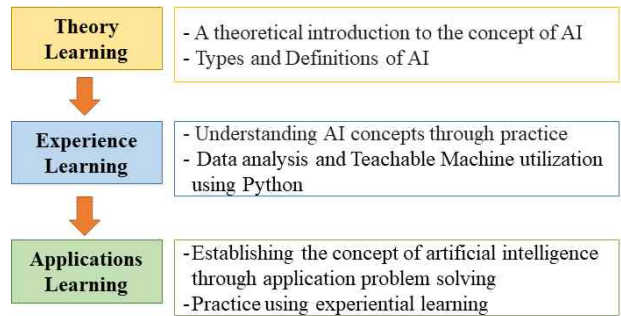 Theory
Learning
- A theoretical introduction to the concept of AI
- Types and Definitions of AI
Experience
Learning
- Understanding AI concepts through practice
- Data analysis and Teachable Machine utilization
using Python
Applications
Learning
-Establishing the concept of artificial intelligence
through application problem solving
-Practice using experiential learning